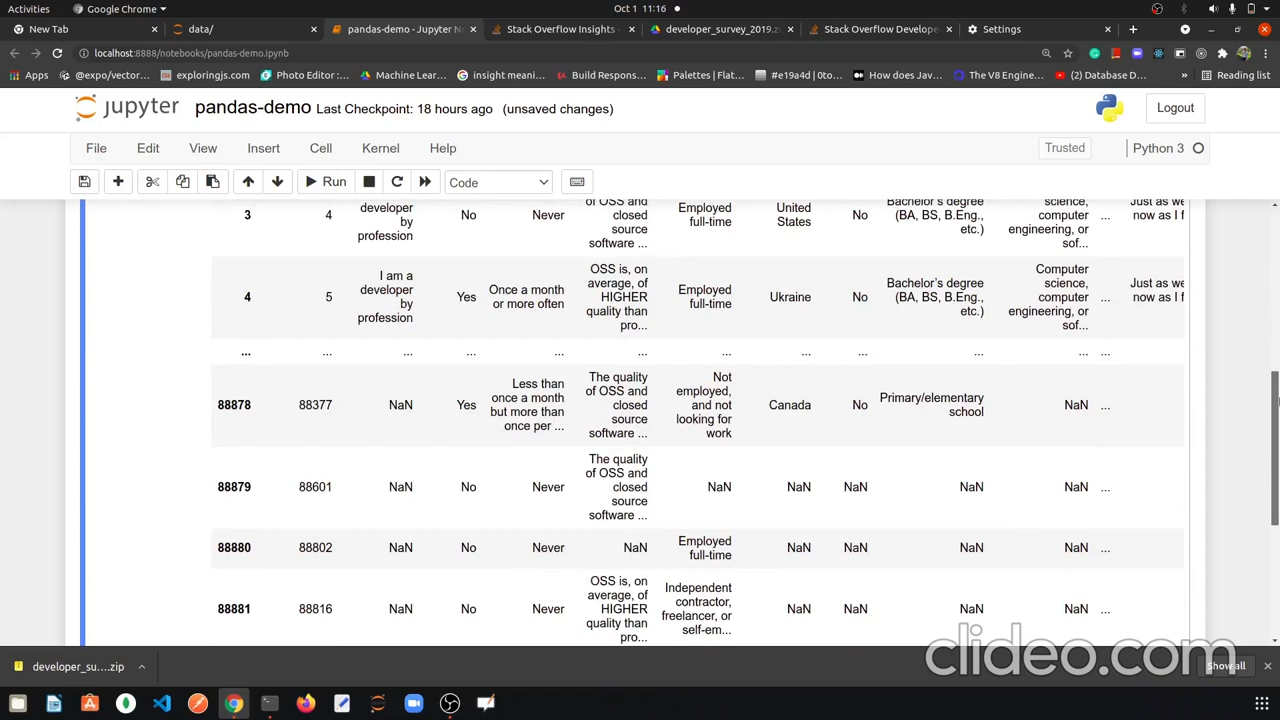 Activities Google Chrome Oct 1 11:16
New Tab data/ pandas-demo - Jupyter N Stack Overflow Insights - developer_survey_2019.zi Stack Overflow Develope Settings
localhost:8888/notebooks/pandas-demo.ipynb
Apps @expo/vector... exploringjs.com Photo Editor :... Machine Lear... insight meani... Build Respons... Palettes | Flat... #e19a4d | 0to... How does Jav... The V8 Engine... (2) Database D... » Reading list
jupyter pandas-demo Last Checkpoint: 18 hours ago (unsaved changes) Logout
File Edit View Insert Cell Kernel Help Trusted Python 3
Run Code
3 4 developer by profession No Never of OSS and closed source software ... Employed full-time United States No Bachelor's degree (BA, BS, B.Eng., etc.) science, computer engineering, or sof... ... Just as we now as I f
4 5 I am a developer by profession Yes Once a month or more often OSS is, on average, of HIGHER quality than pro... Employed full-time Ukraine No Bachelor's degree (BA, BS, B.Eng., etc.) Computer science, computer engineering, or sof... ... Just as we now as I f
... ... ... ... ... ... ... ... ... ... ... ...
88878 88377 NaN Yes Less than once a month but more than once per ... The quality of OSS and closed source software ... Not employed, and not looking for work Canada No Primary/elementary school NaN ...
88879 88601 NaN No Never The quality of OSS and closed source software ... NaN NaN NaN NaN NaN ...
88880 88802 NaN No Never NaN Employed full-time NaN NaN NaN NaN ...
88881 88816 NaN No Never OSS is, on average, of HIGHER quality than pro... Independent contractor, freelancer, or self-em... NaN NaN NaN NaN ...
developer_su....zip Show all
clideo.com